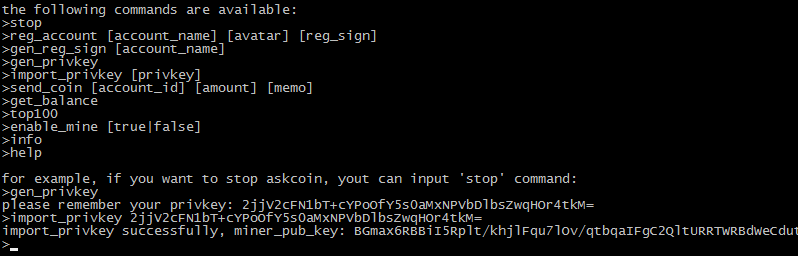 the following commands are available:
>stop
>reg_account [account_name] [avatar] [reg_sign]
>gen_reg_sign [account_name]
>gen_privkey
>import_privkey [privkey]
>send_coin [account_id] [amount] [memo]
>get_balance
>top100
>enable_mine [true|false]
>info
>help
for example, if you want to stop askcoin, yout can input 'stop' command:
>gen_privkey
please remember your privkey: 2jjV2cFN1bT+cYPoOfY5s0aMxNPVbDlbsZwqHOr4tkM=
>import_privkey 2jjV2cFN1bT+cYPoOfY5s0aMxNPVbDlbsZwqHOr4tkM=
import_privkey successfully, miner_pub_key: BGmax6RBBiI5Rplt/khjlFqu7lOv/qtbqaIFgC2QltURRTWRBdWeCdut
>